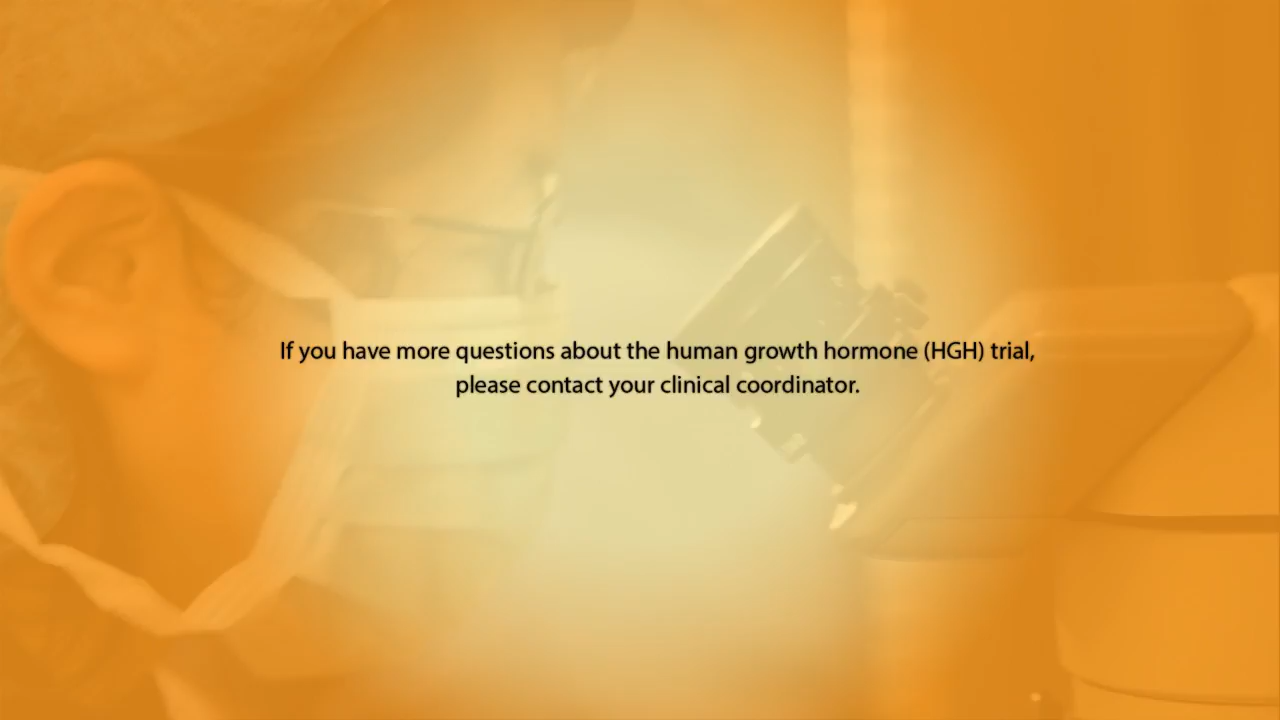 If you have more questions about the human growth hormone (HGH) trial,
please contact your clinical coordinator.